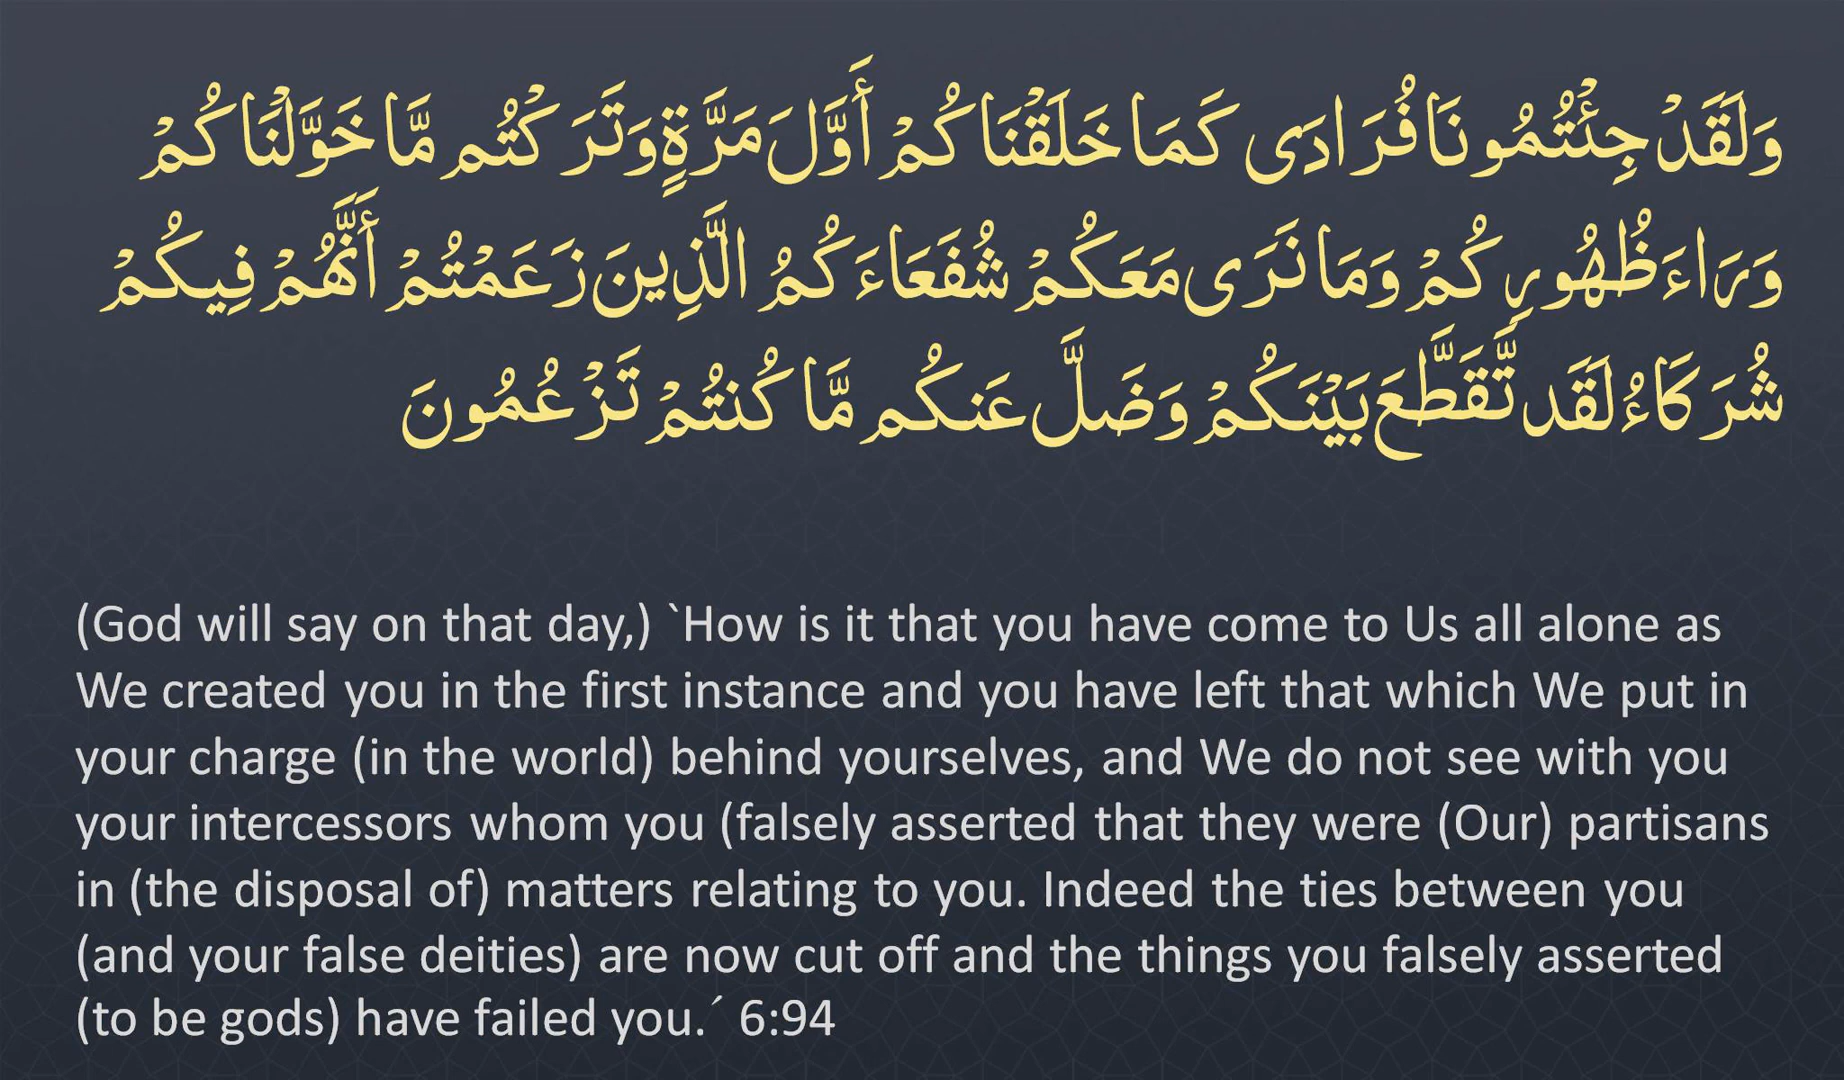 وَلَقَدْ جِئْتُمُونَا فُرَادَى كَمَا خَلَقْنَاكُمْ أَوَّلَ مَرَّةٍ وَتَرَكْتُم مَّا خَوَّلْنَاكُمْ
وَرَاءَ ظُهُورِكُمْ وَمَا نَرَى مَعَكُمْ شُفَعَاءَكُمُ الَّذِينَ زَعَمْتُمْ أَنَّهُمْ فِيكُمْ
شُرَكَاءُ لَقَد تَّقَطَّعَ بَيْنَكُمْ وَضَلَّ عَنكُم مَّا كُنتُمْ تَزْعُمُونَ
(God will say on that day,) `How is it that you have come to Us all alone as
We created you in the first instance and you have left that which We put in
your charge (in the world) behind yourselves, and We do not see with you
your intercessors whom you (falsely asserted that they were (Our) partisans
in (the disposal of) matters relating to you. Indeed the ties between you
(and your false deities) are now cut off and the things you falsely asserted
(to be gods) have failed you.´ 6:94